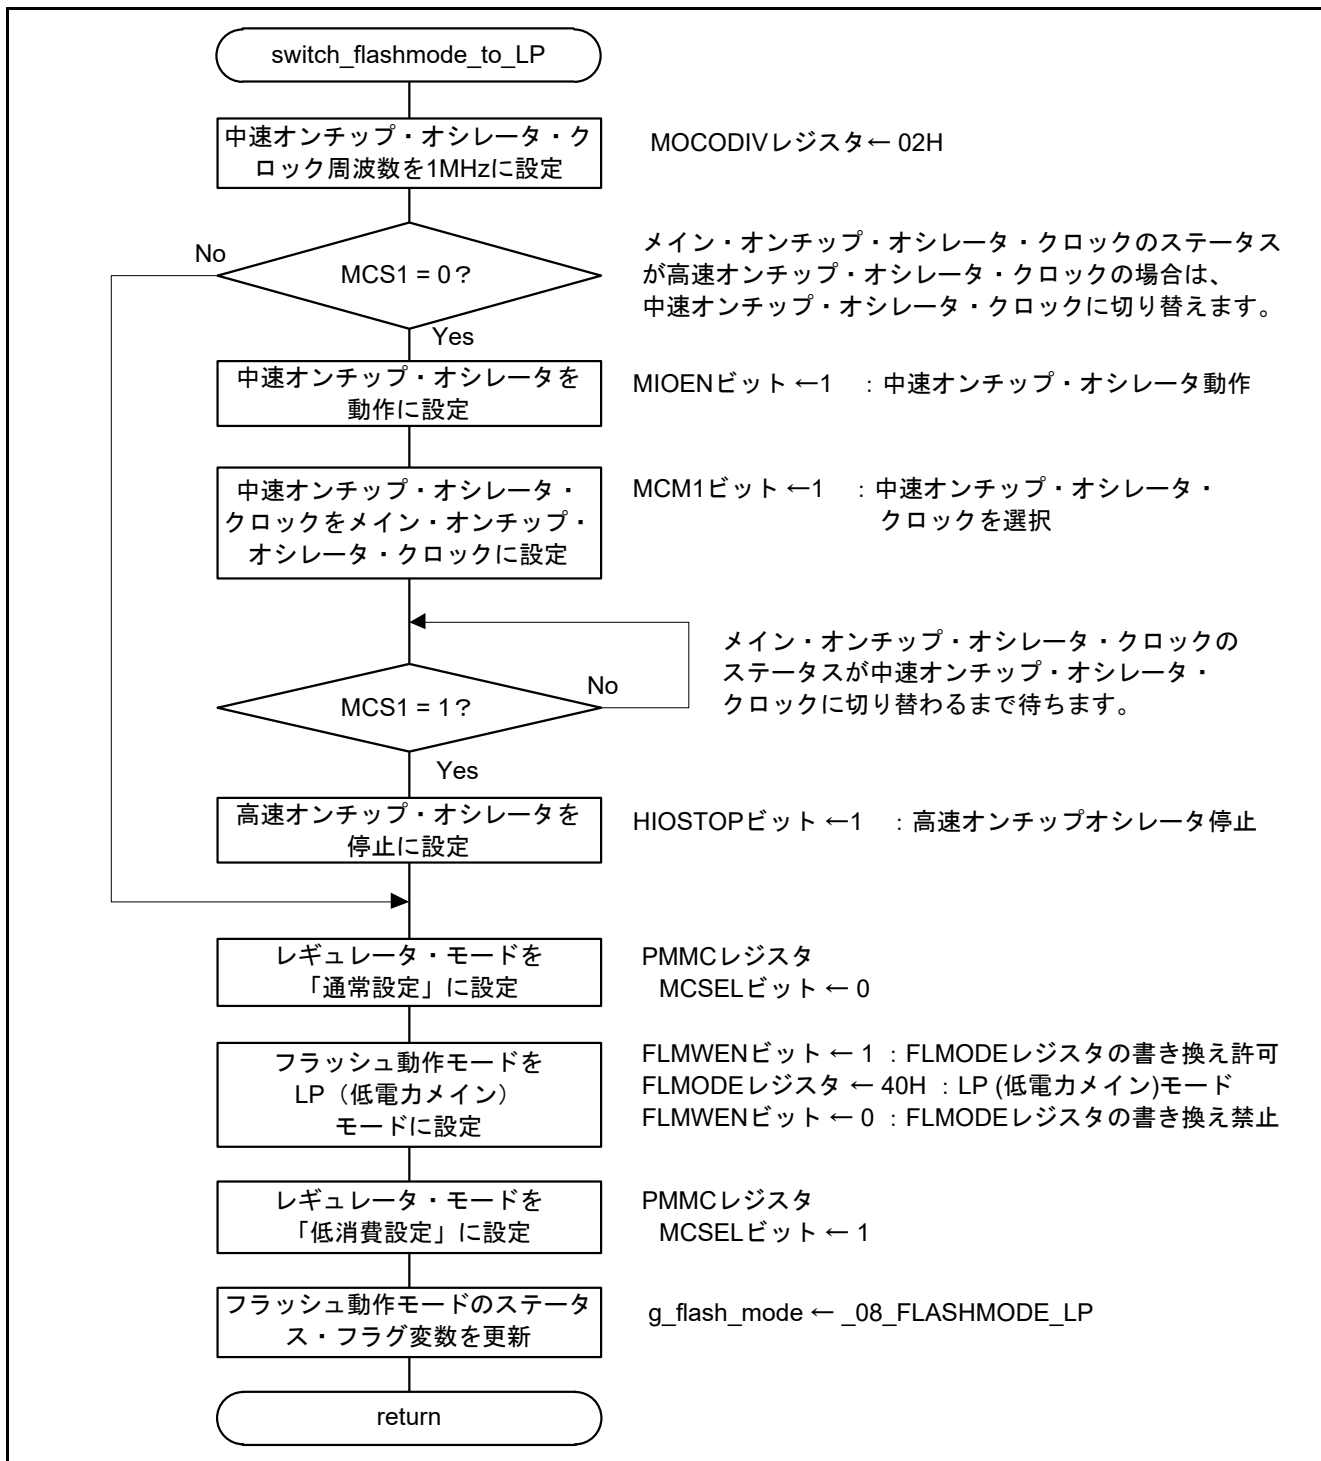 switch_flashmode_to_LP
中速オンチップ・オシレータ・ク
ロック周波数を1MHzに設定
MOCODIVレジスタ← 02H
No
MCS1 = 0？
Yes
メイン・オンチップ・オシレータ・クロックのステータス
が高速オンチップ・オシレータ・クロックの場合は、
中速オンチップ・オシレータ・クロックに切り替えます。
中速オンチップ・オシレータを
動作に設定
MIOENビット ←1 ：中速オンチップ・オシレータ動作
中速オンチップ・オシレータ・
クロックをメイン・オンチップ・
オシレータ・クロックに設定
MCM1ビット ←1 ：中速オンチップ・オシレータ・
クロックを選択
MCS1 = 1？
No
Yes
メイン・オンチップ・オシレータ・クロックの
ステータスが中速オンチップ・オシレータ・
クロックに切り替わるまで待ちます。
高速オンチップ・オシレータを
停止に設定
HIOSTOPビット ←1 ：高速オンチップオシレータ停止
レギュレータ・モードを
「通常設定」に設定
PMMCレジスタ
MCSELビット ← 0
フラッシュ動作モードを
LP（低電力メイン）
モードに設定
FLMWENビット ← 1 ：FLMODEレジスタの書き換え許可
FLMODEレジスタ ← 40H ：LP (低電力メイン)モード
FLMWENビット ← 0 ：FLMODEレジスタの書き換え禁止
レギュレータ・モードを
「低消費設定」に設定
PMMCレジスタ
MCSELビット ← 1
フラッシュ動作モードのステータ
ス・フラグ変数を更新
g_flash_mode ← _08_FLASHMODE_LP
return